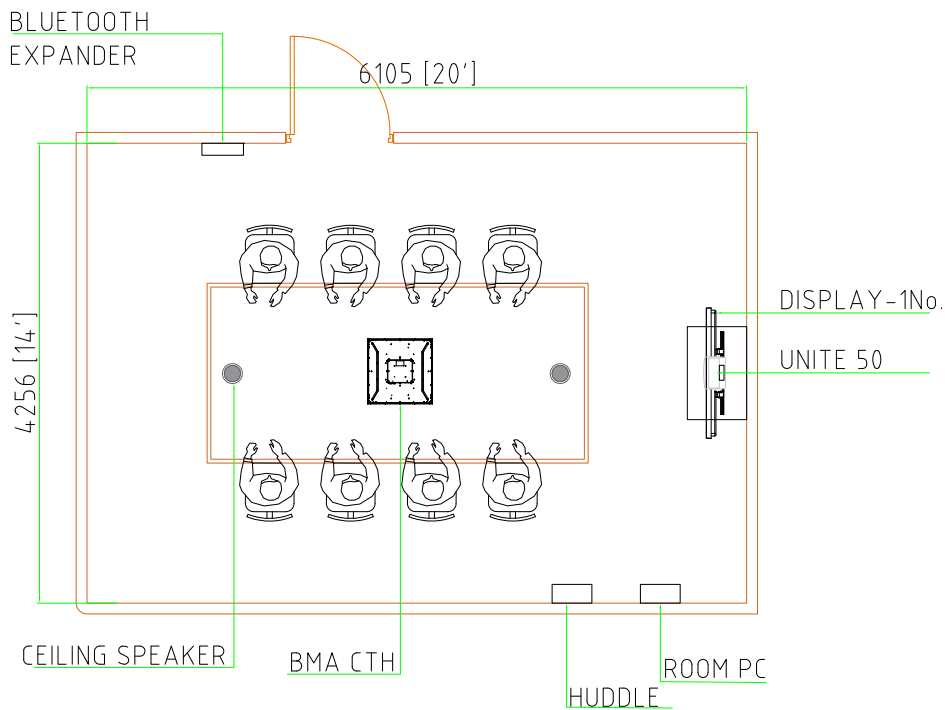 BLUETOOTH
EXPANDER
6105 [20']
4256 [14']
DISPLAY-1No.
UNITE 50
CEILING SPEAKER
BMA CTH
ROOM PC
HUDDLE